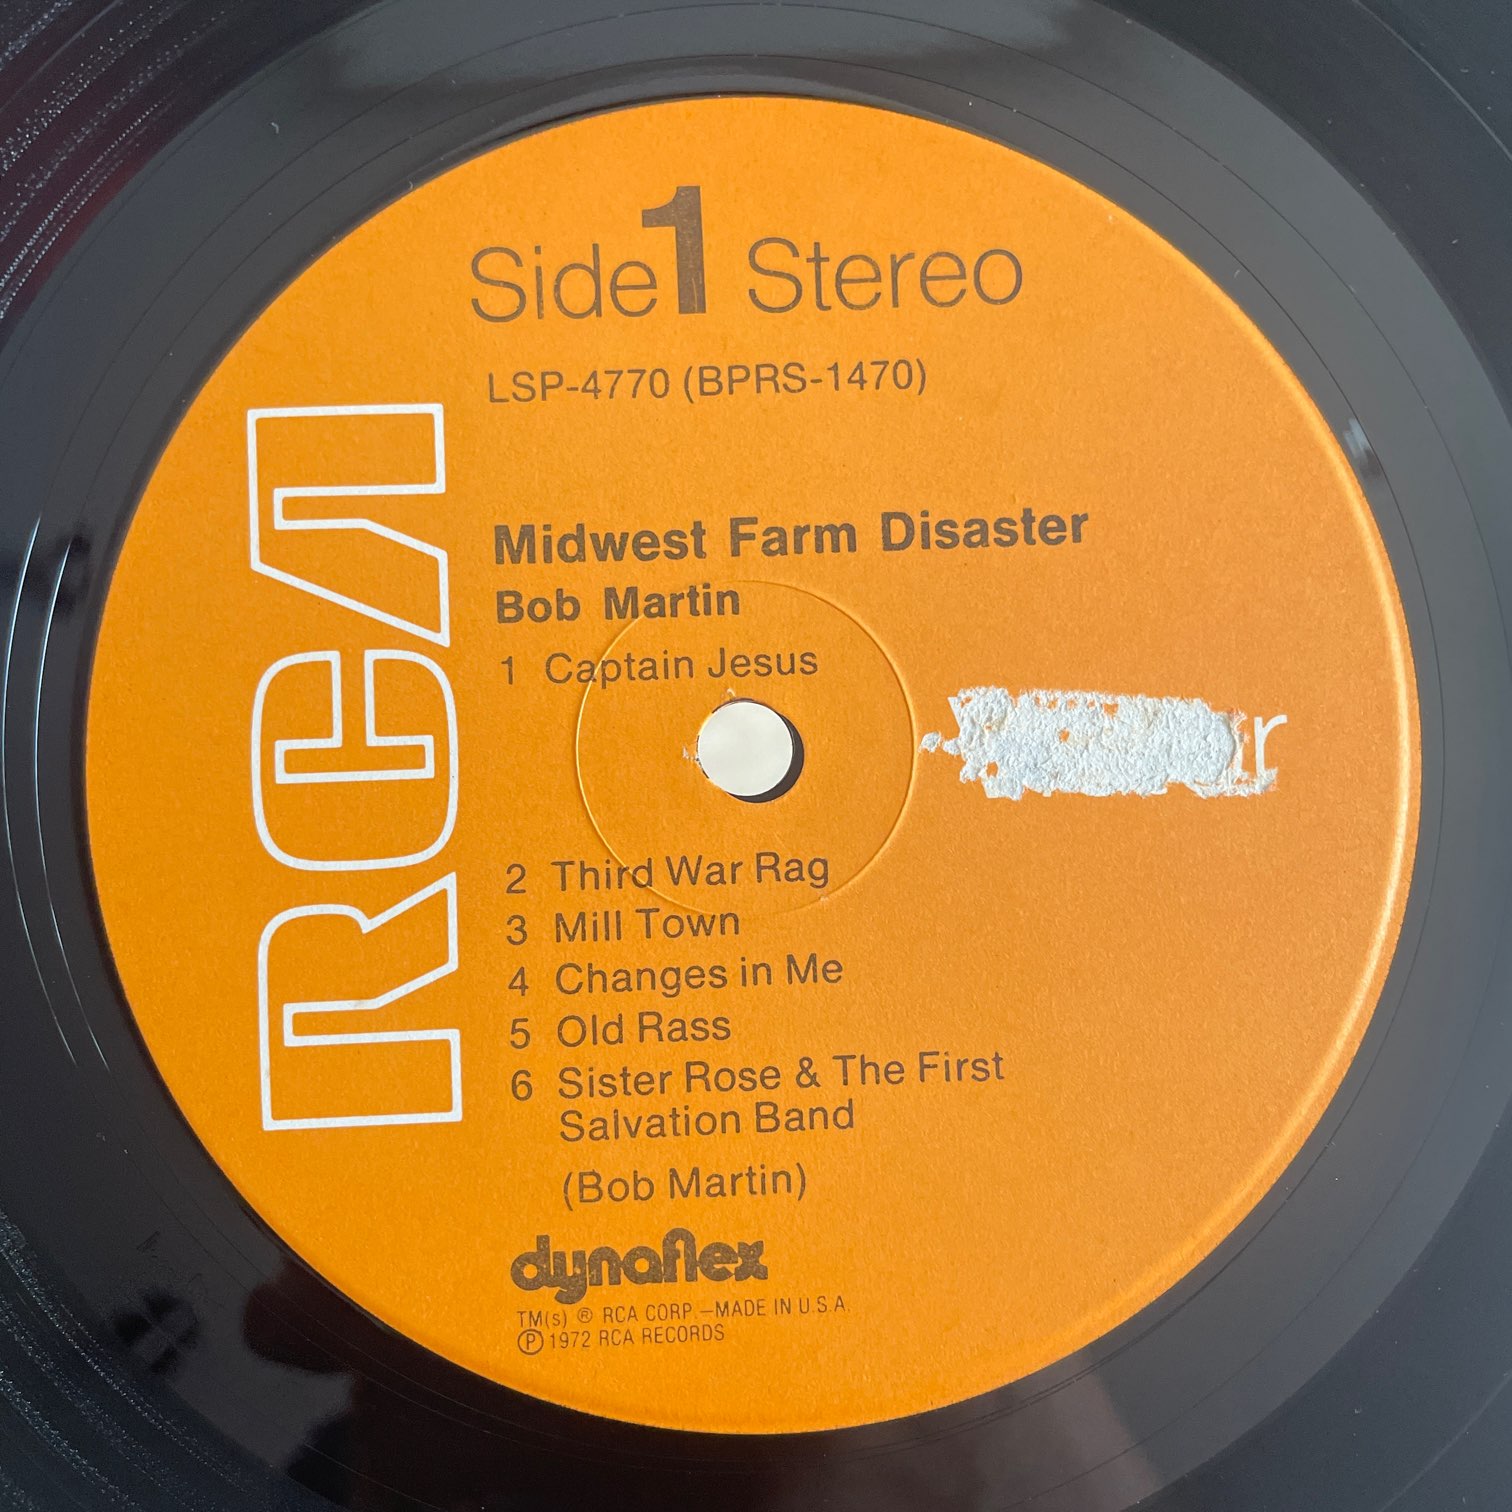 Side 1 Stereo
LSP-4770 (BPRS-1470)
RCA
Midwest Farm Disaster
Bob Martin
1 Captain Jesus
2 Third War Rag
3 Mill Town
4 Changes in Me
5 Old Rass
6 Sister Rose & The First
Salvation Band
(Bob Martin)
dynaflex
TM(s) ® RCA CORP.—MADE IN U.S.A.
℗ 1972 RCA RECORDS